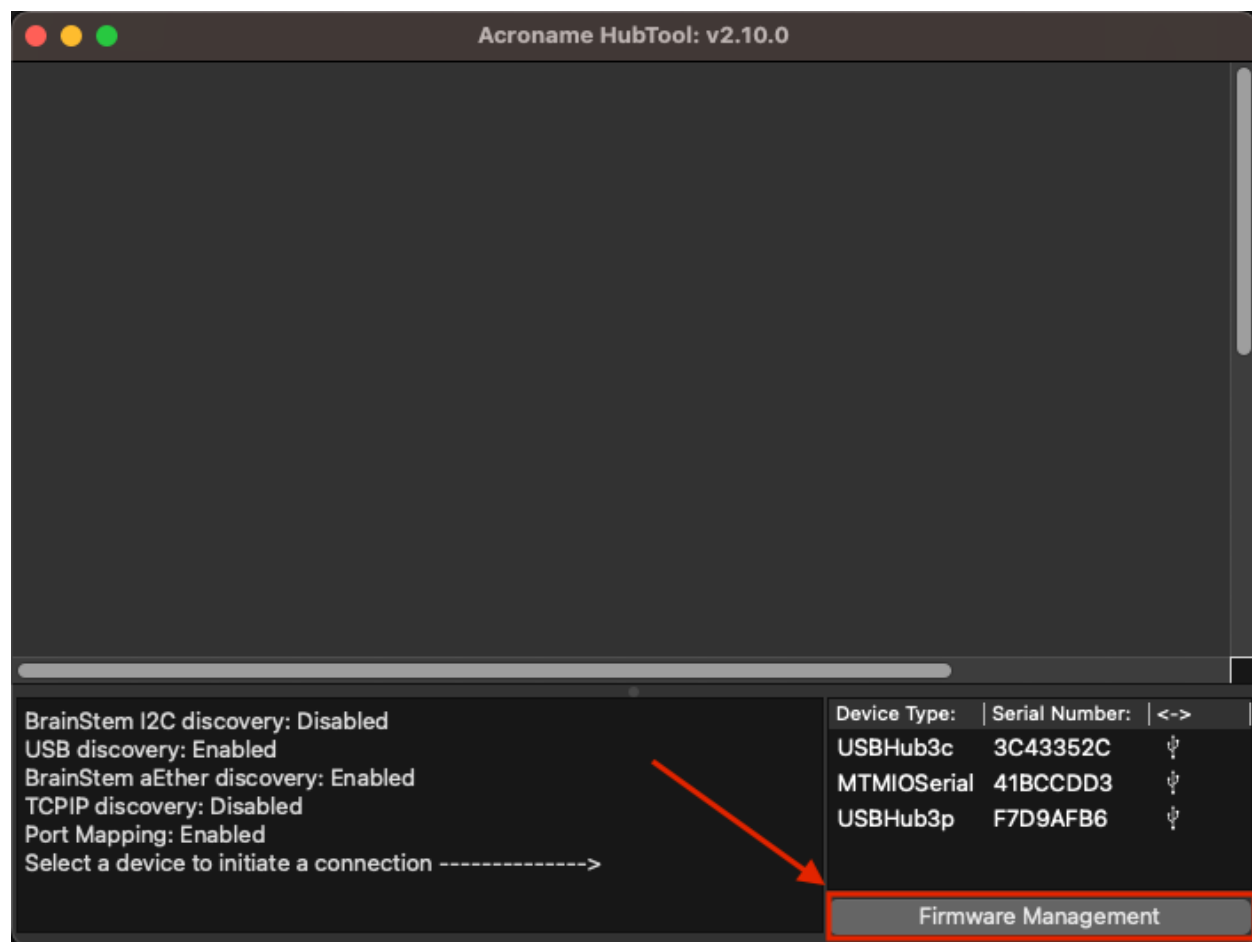 Acroname HubTool: v2.10.0
BrainStem I2C discovery: Disabled
USB discovery: Enabled
BrainStem aEther discovery: Enabled
TCPIP discovery: Disabled
Port Mapping: Enabled
Select a device to initiate a connection -------------->
Device Type: Serial Number: <->
USBHub3c 3C43352C
MTMIOSerial 41BCCDD3
USBHub3p F7D9AFB6
Firmware Management